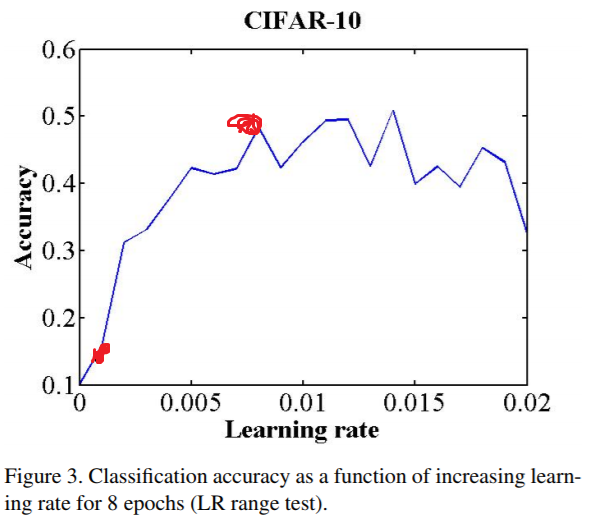 CIFAR-10
0.6
0.5
0.4
0.3
0.2
0.1
Accuracy
0 0.005 0.01 0.015 0.02
Learning rate
Figure 3. Classification accuracy as a function of increasing learn-
ing rate for 8 epochs (LR range test).